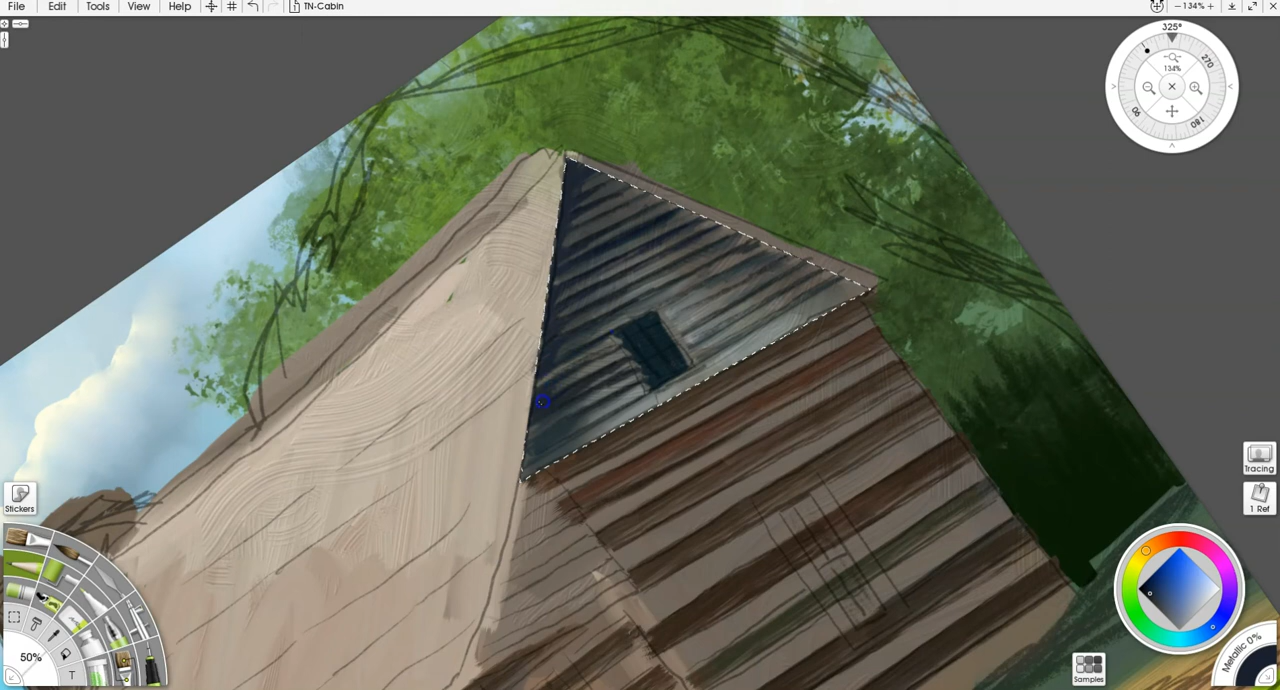 File Edit Tools View Help TN-Cabin 134%
325°
270
134%
90
180
Tracing
1 Ref
Stickers
50%
T
Samples
Metallic 0%